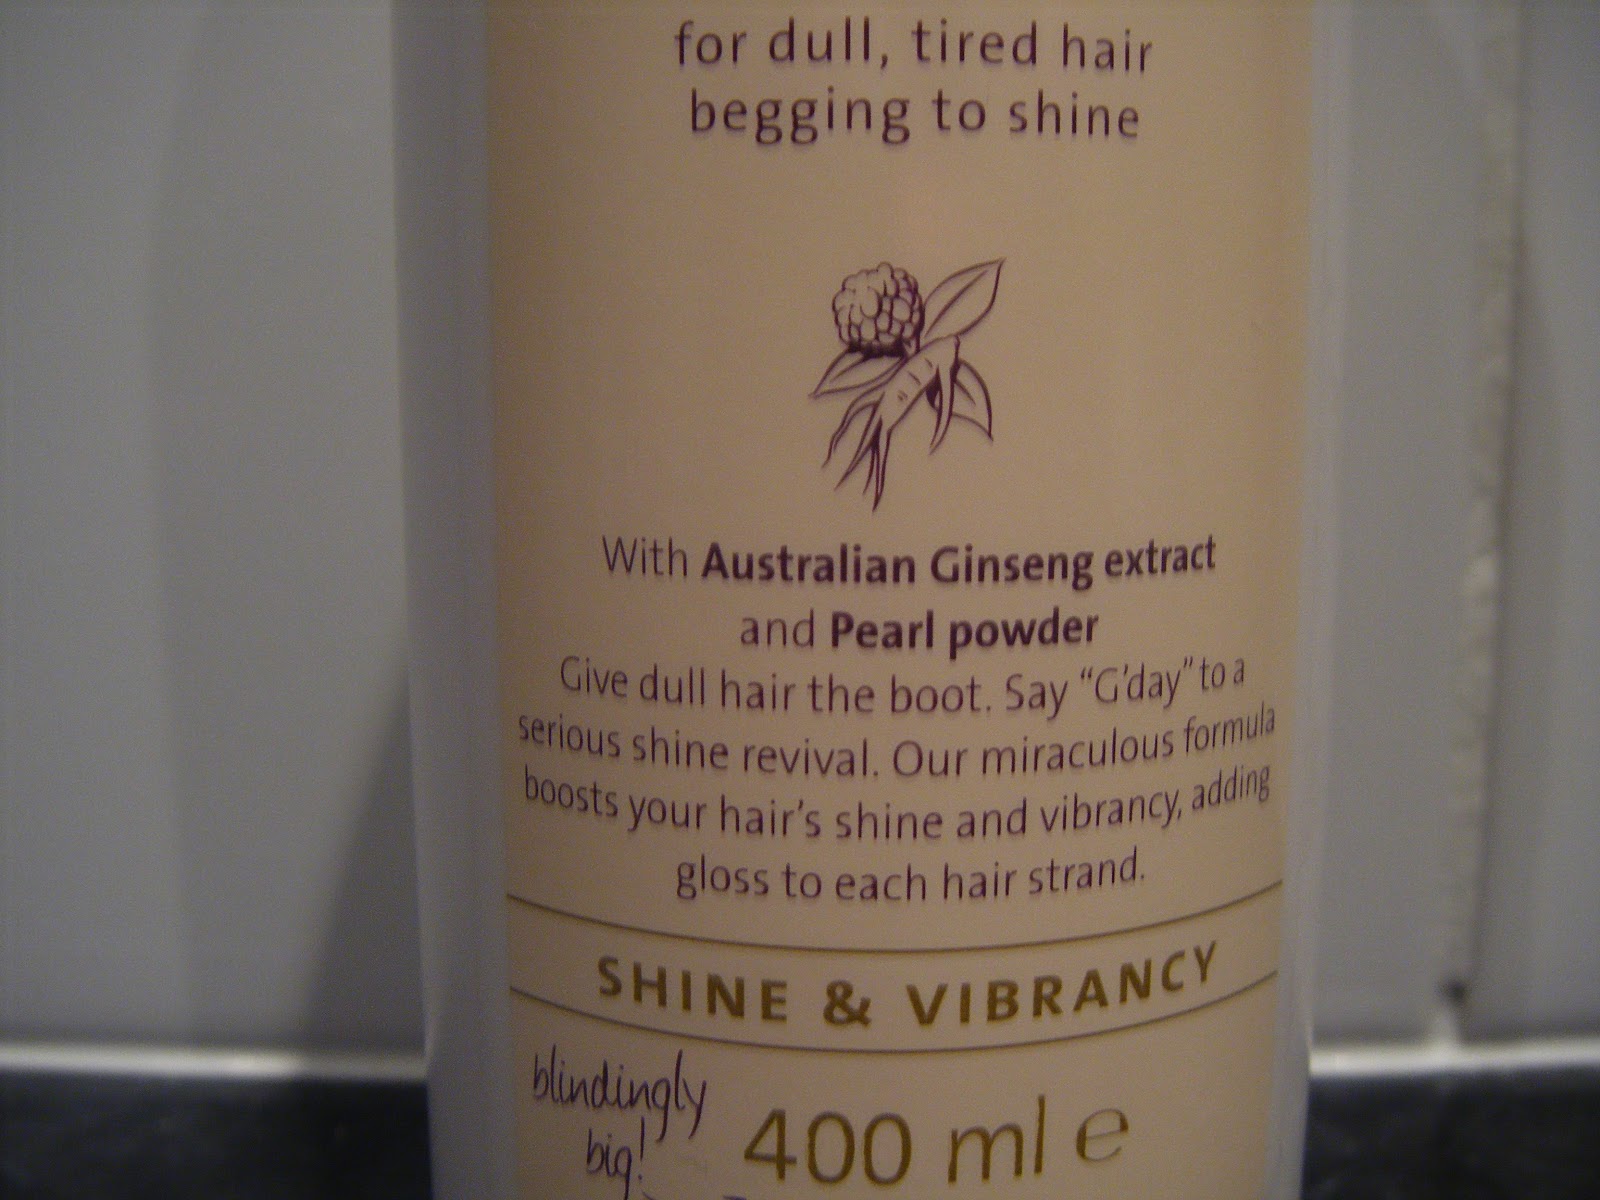 for dull, tired hair
begging to shine
With Australian Ginseng extract
and Pearl powder
Give dull hair the boot. Say “G’day” to a
serious shine revival. Our miraculous formula
boosts your hair’s shine and vibrancy, adding
gloss to each hair strand.
SHINE & VIBRANCY
blindingly
big!
400 ml ℮